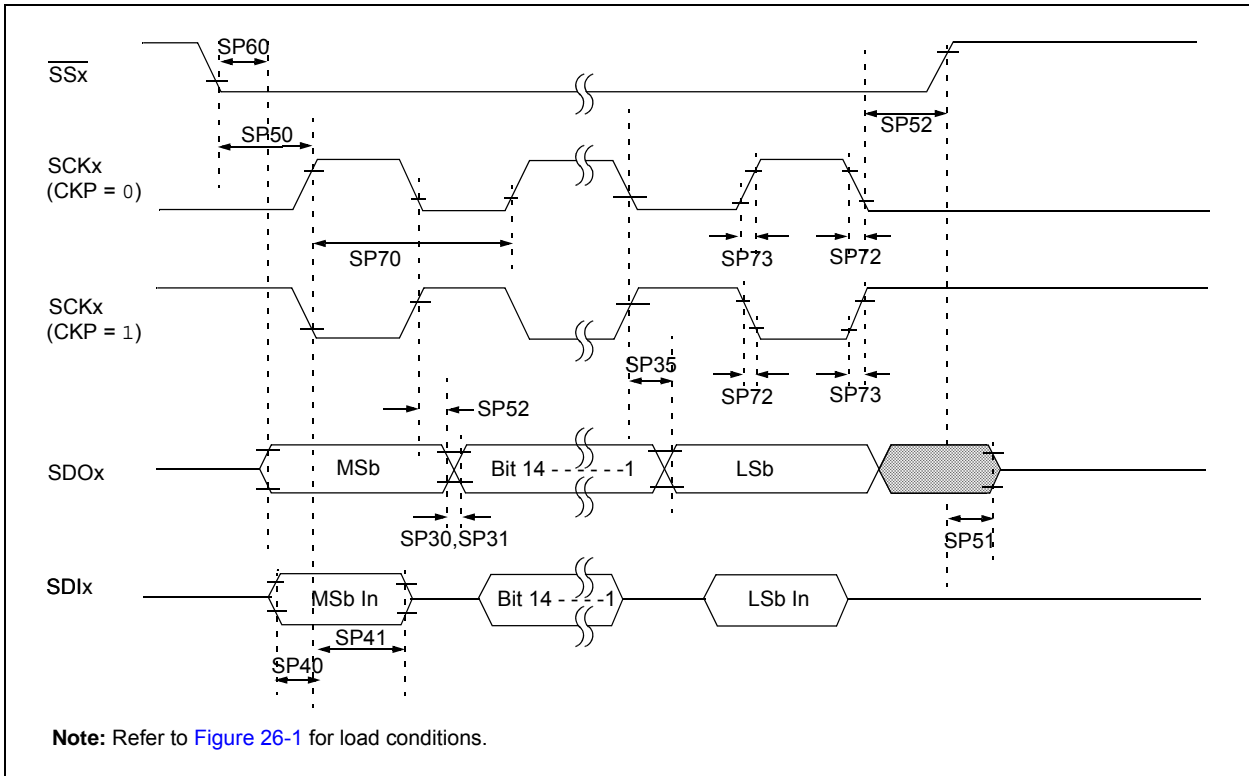 SP60
SSx
SP50
SP52
SCKx
(CKP = 0)
SP70
SP73
SP72
SCKx
(CKP = 1)
SP35
SP72
SP73
SP52
SDOx
MSb
Bit 14 - - - - - -1
LSb
SP30,SP31
SP51
SDIx
MSb In
Bit 14 - - - -1
LSb In
SP41
SP40
Note: Refer to Figure 26-1 for load conditions.